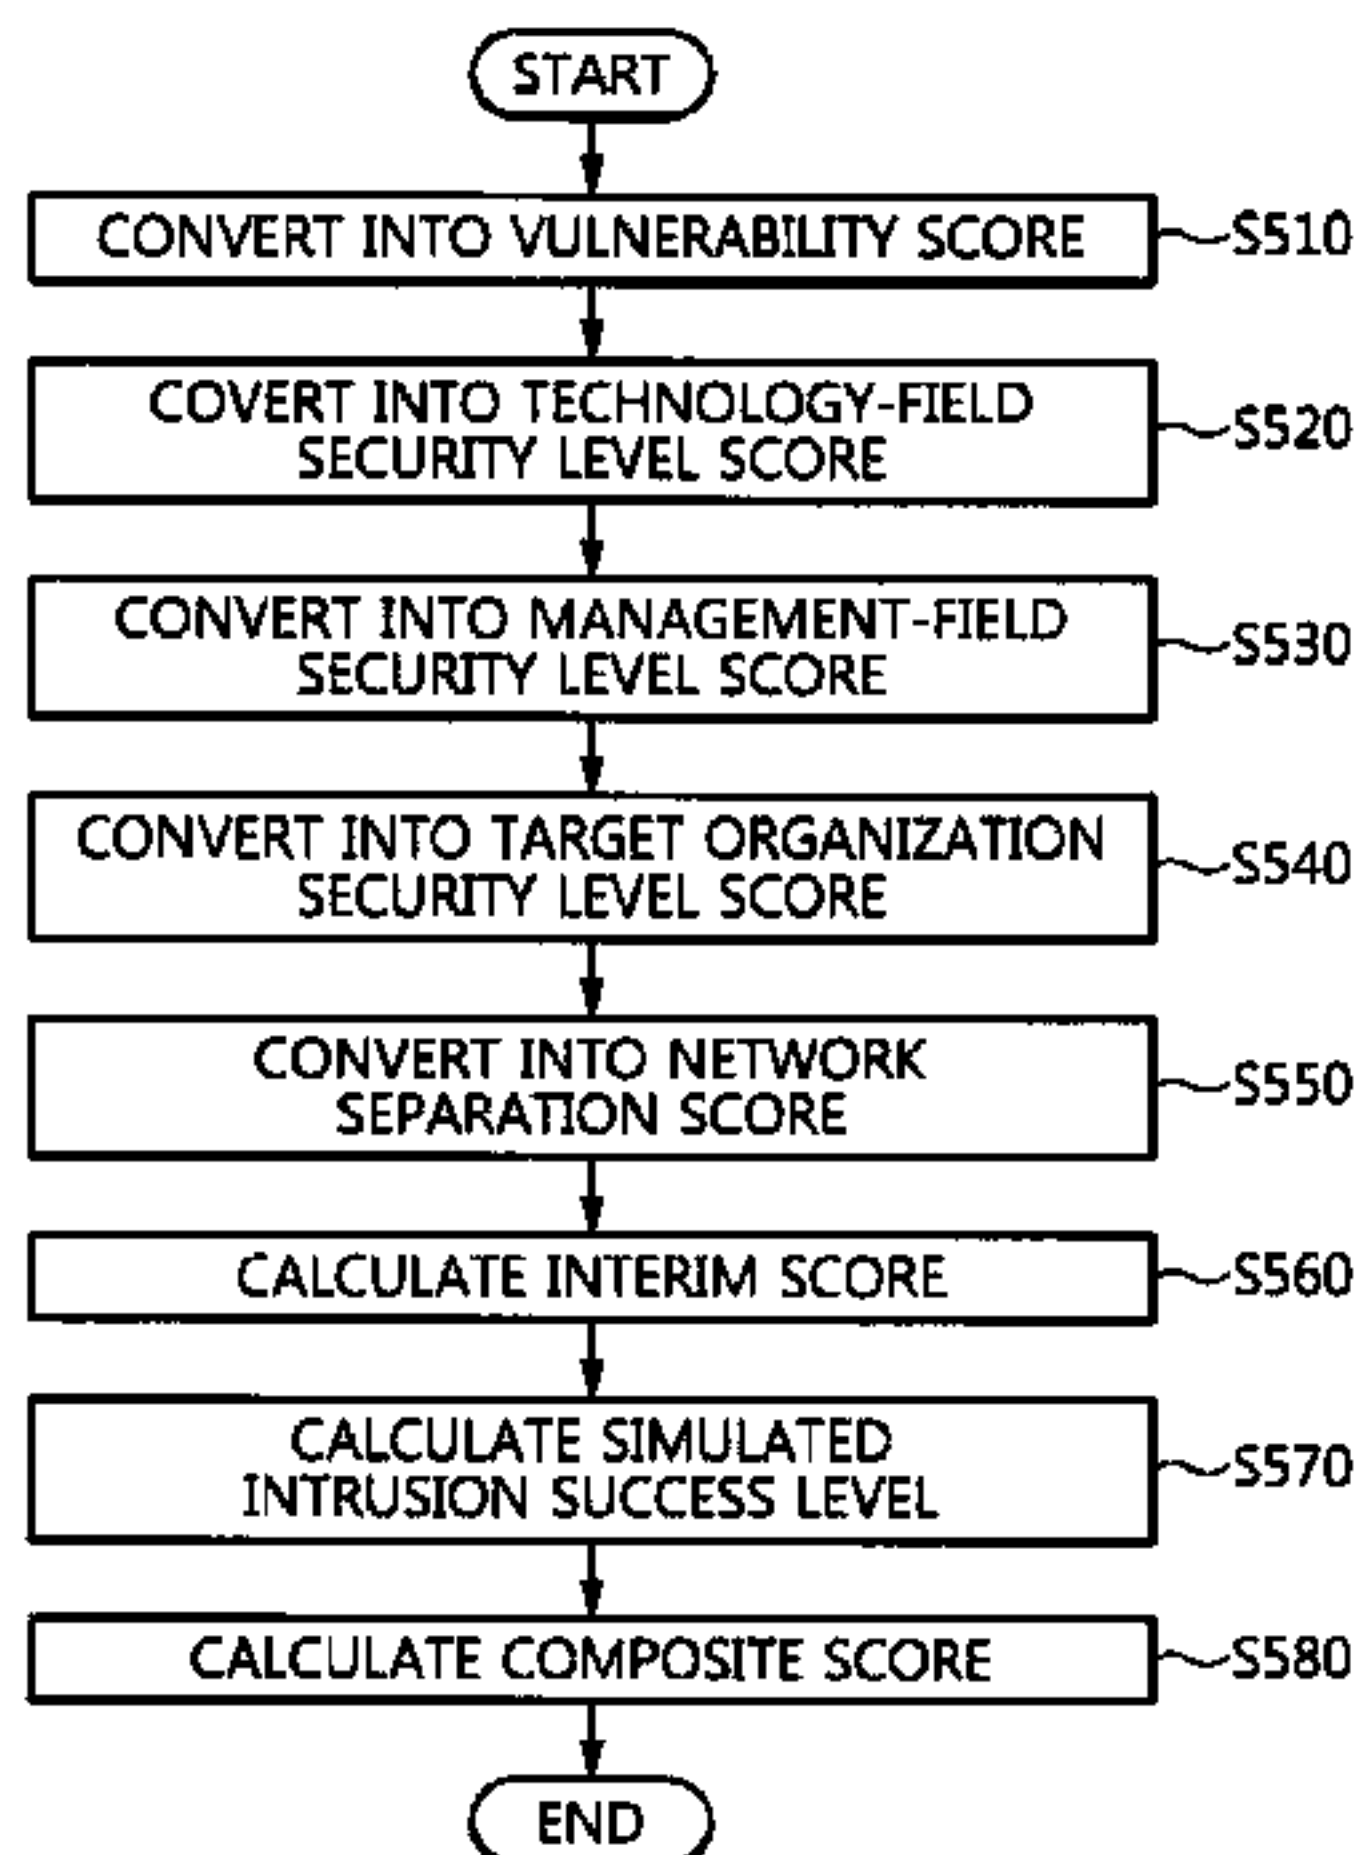 START
CONVERT INTO VULNERABILITY SCORE
S510
COVERT INTO TECHNOLOGY-FIELD
SECURITY LEVEL SCORE
S520
CONVERT INTO MANAGEMENT-FIELD
SECURITY LEVEL SCORE
S530
CONVERT INTO TARGET ORGANIZATION
SECURITY LEVEL SCORE
S540
CONVERT INTO NETWORK
SEPARATION SCORE
S550
CALCULATE INTERIM SCORE
S560
CALCULATE SIMULATED
INTRUSION SUCCESS LEVEL
S570
CALCULATE COMPOSITE SCORE
S580
END